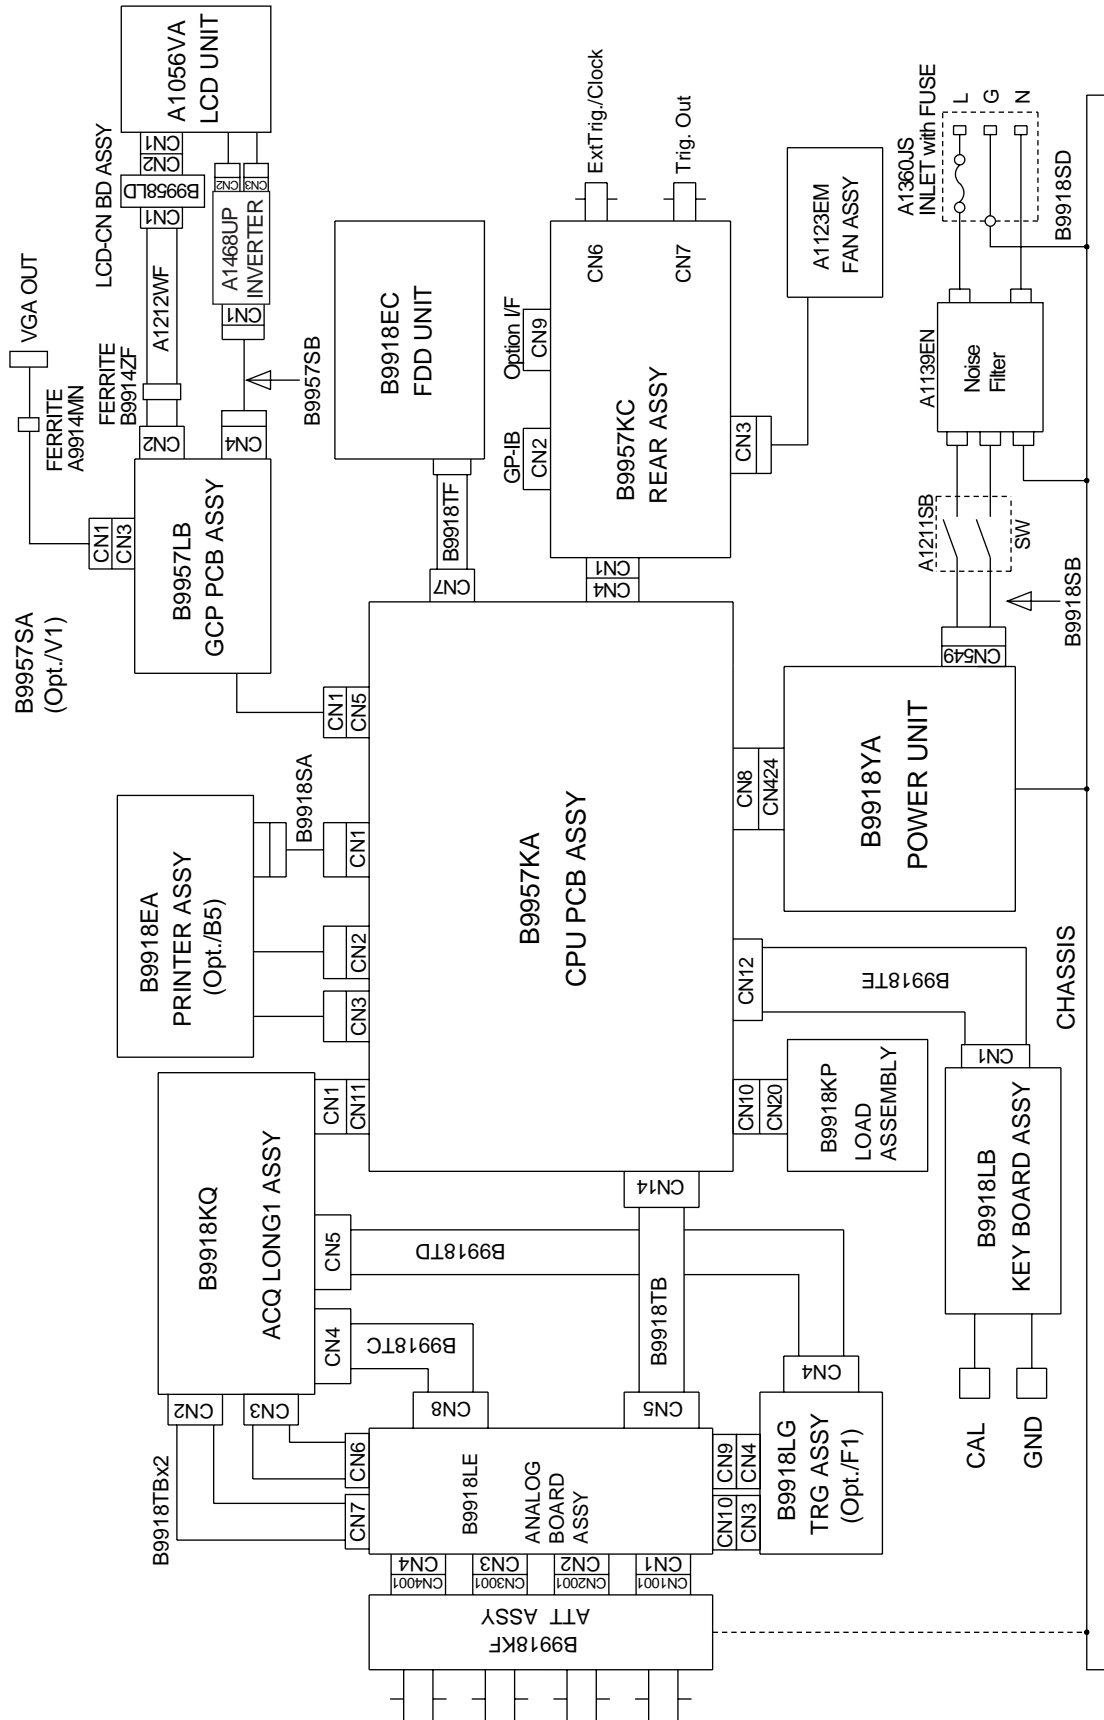 B9957SA
(Opt./V1)
VGA OUT
FERRITE
A9914MN
CN1
CN3
B9957LB
GCP PCB ASSY
CN2
CN4
FERRITE
B9914ZF
A1212WF
LCD-CN BD ASSY
CN1
B9958LD
CN2
CN1
A1056VA
LCD UNIT
CN1
A1468UP
INVERTER
CN2
CN3
B9957SB
B9918EA
PRINTER ASSY
(Opt./B5)
B9918SA
CN3
CN2
CN1
CN1
CN5
B9918EC
FDD UNIT
B9918TF
CN7
B9918KQ
ACQ LONG1 ASSY
CN1
CN11
CN2
CN3
CN4
CN5
B9918TBx2
B9918TC
B9918TD
B9957KA
CPU PCB ASSY
CN4
CN1
GP-IB
CN2
Option I/F
CN9
B9957KC
REAR ASSY
CN6
CN7
CN3
ExtTrig./Clock
Trig. Out
A1123EM
FAN ASSY
B9918KF
ATT ASSY
CN4001
CN4
CN3001
CN3
CN2001
CN2
CN1001
CN1
CN7
CN6
CN8
B9918LE
ANALOG
BOARD
ASSY
CN5
B9918TB
CN14
CN10
CN3
CN9
CN4
B9918LG
TRG ASSY
(Opt./F1)
CN4
CN10
CN20
B9918KP
LOAD
ASSEMBLY
CN12
B9918TE
CN1
B9918LB
KEY BOARD ASSY
CAL
GND
CN8
CN424
B9918YA
POWER UNIT
CN549
A1211SB
SW
B9918SB
A1139EN
Noise
Filter
A1360JS
INLET with FUSE
L
G
N
B9918SD
CHASSIS